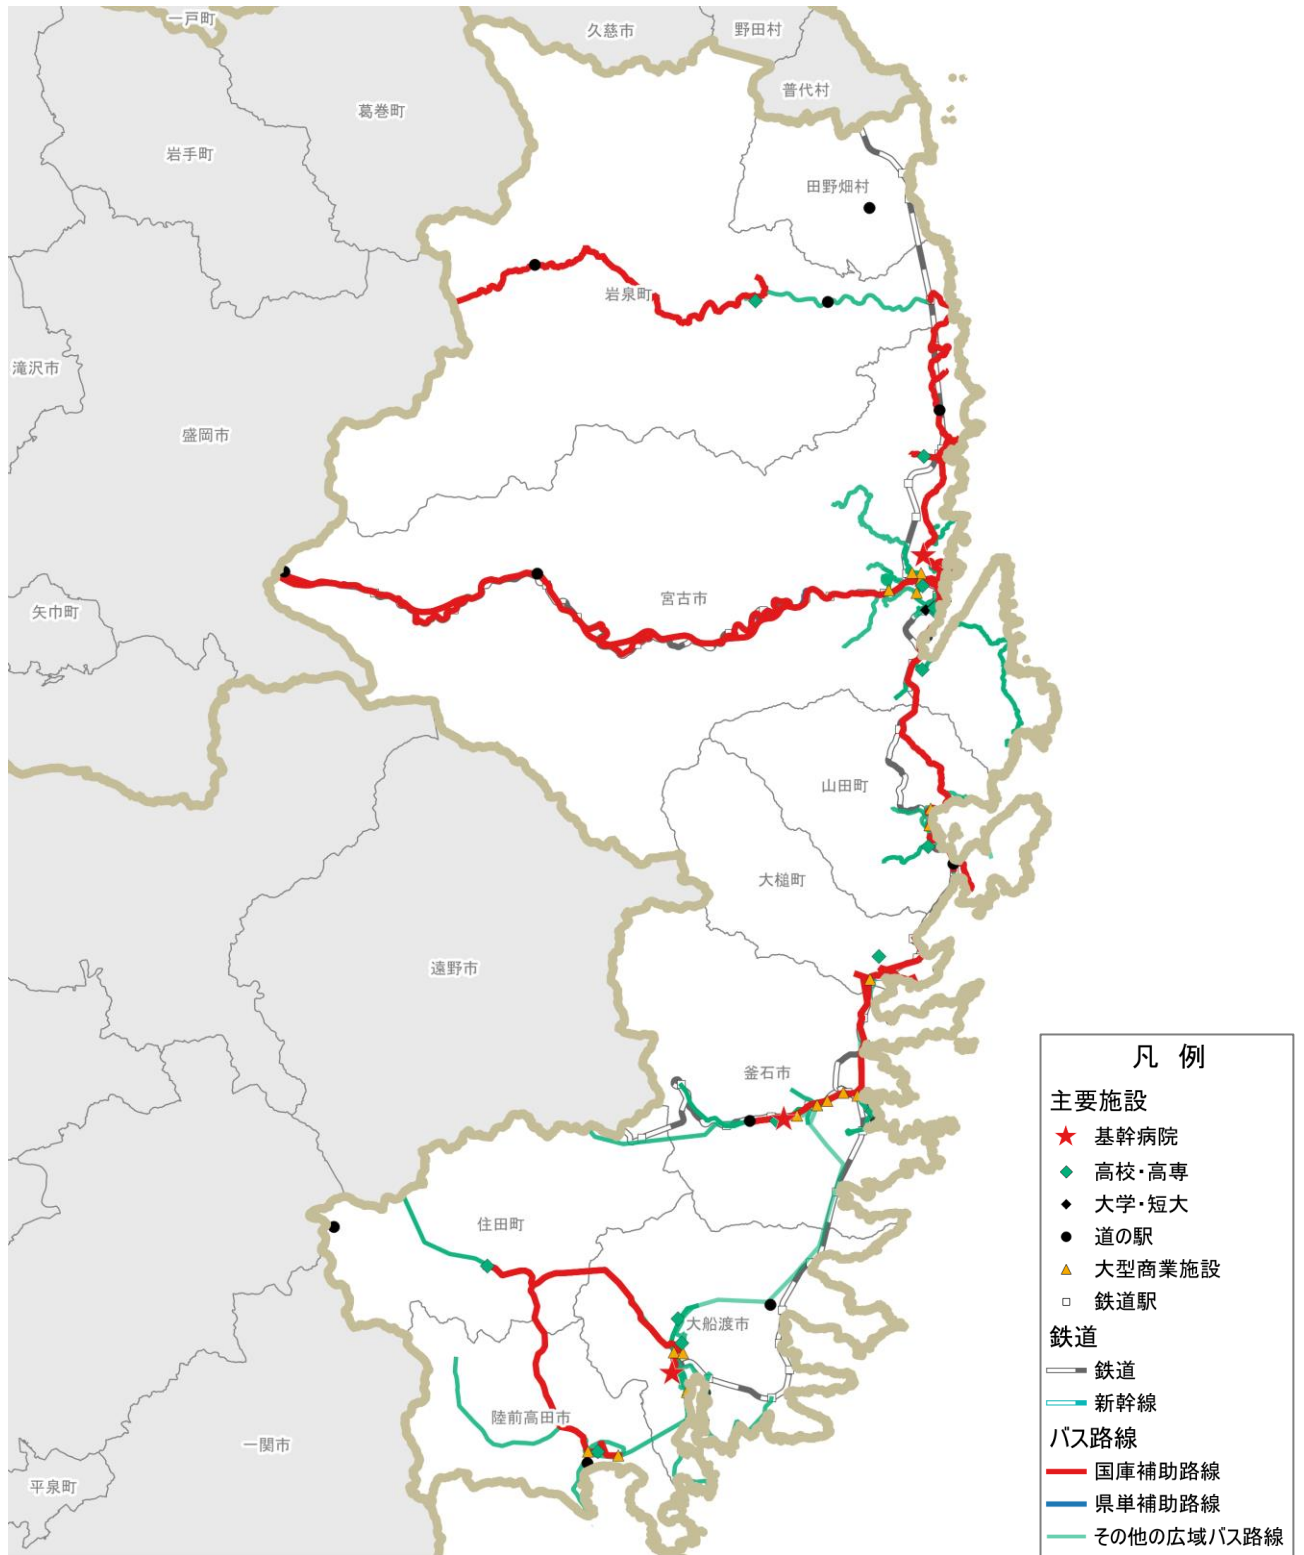 一戸町
久慈市
野田村
普代村
葛巻町
岩手町
田野畑村
岩泉町
滝沢市
盛岡市
宮古市
矢巾町
山田町
大槌町
遠野市
釜石市
住田町
大船渡市
陸前高田市
一関市
平泉町
凡 例
主要施設
基幹病院
高校・高専
大学・短大
道の駅
大型商業施設
鉄道駅
鉄道
鉄道
新幹線
バス路線
国庫補助路線
県単補助路線
その他の広域バス路線